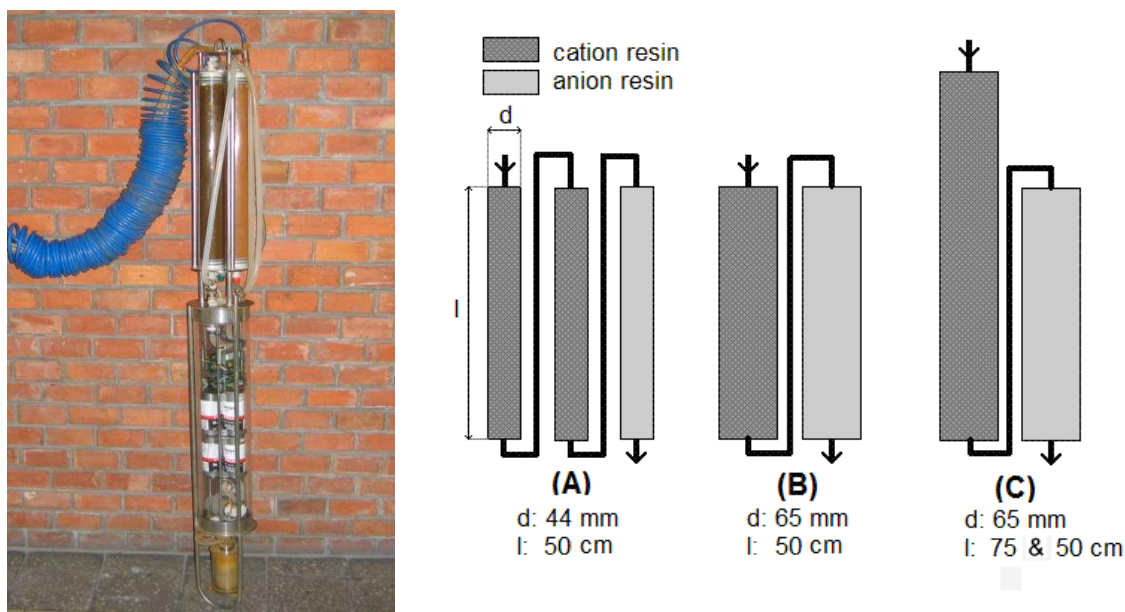 cation resin
anion resin
d
l
(A)
d: 44 mm
l: 50 cm
(B)
d: 65 mm
l: 50 cm
(C)
d: 65 mm
l: 75 & 50 cm